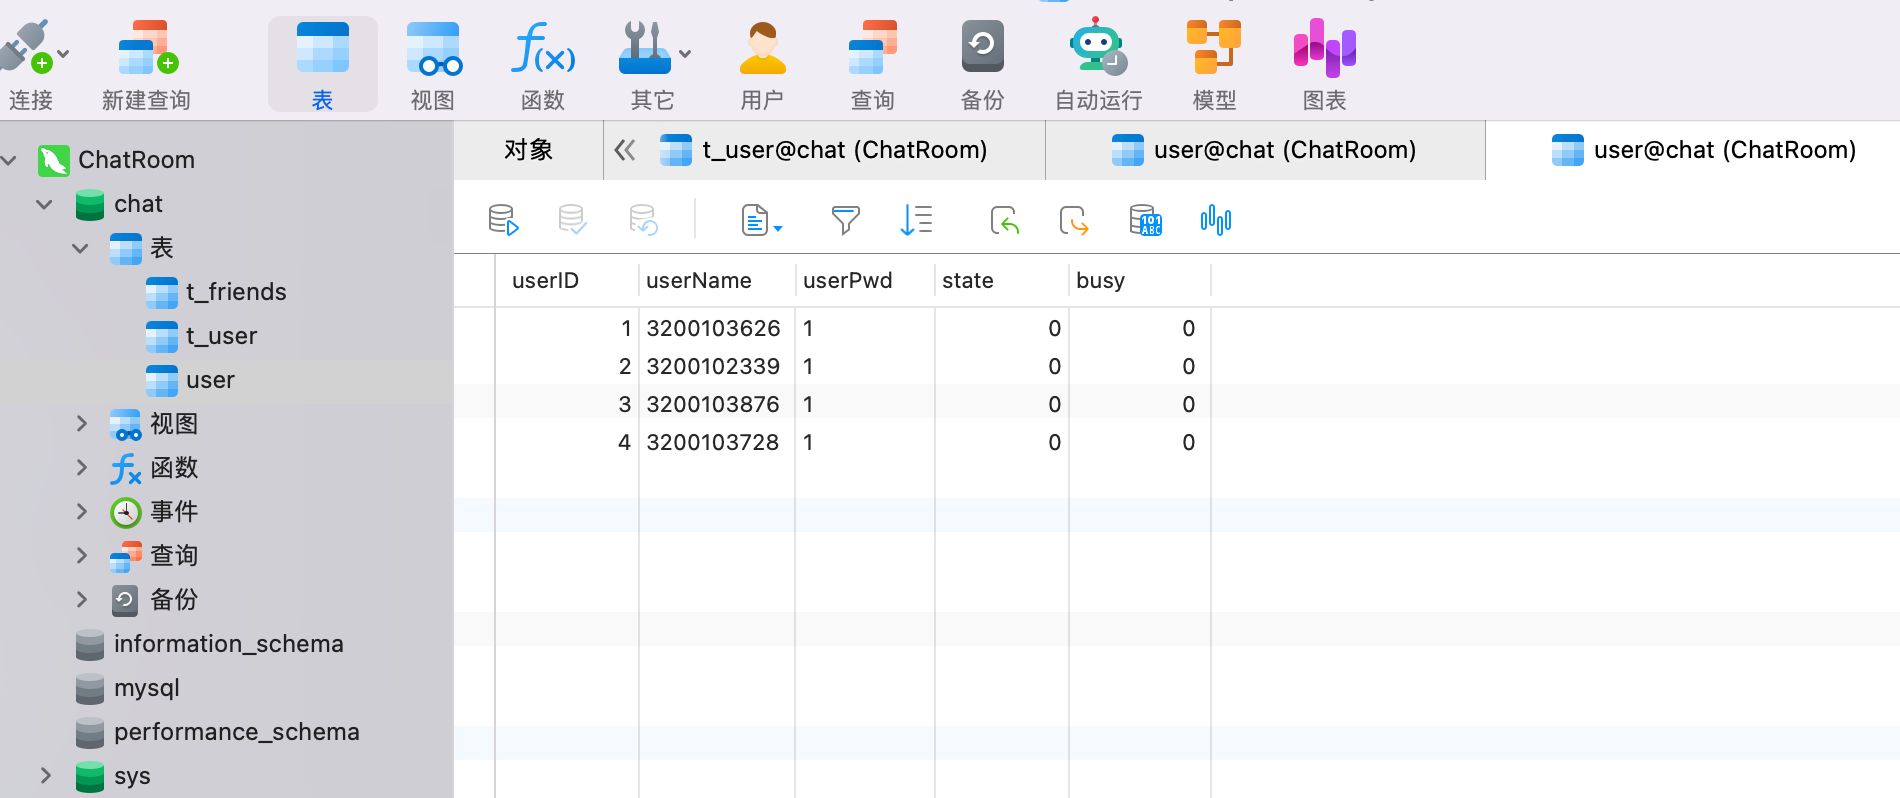 连接
新建查询
表
视图
函数
其它
用户
查询
备份
自动运行
模型
图表
ChatRoom
chat
表
t_friends
t_user
user
视图
函数
事件
查询
备份
information_schema
mysql
performance_schema
sys
对象
t_user@chat (ChatRoom)
user@chat (ChatRoom)
user@chat (ChatRoom)
userID userName userPwd state busy
1 3200103626 1 0 0
2 3200102339 1 0 0
3 3200103876 1 0 0
4 3200103728 1 0 0